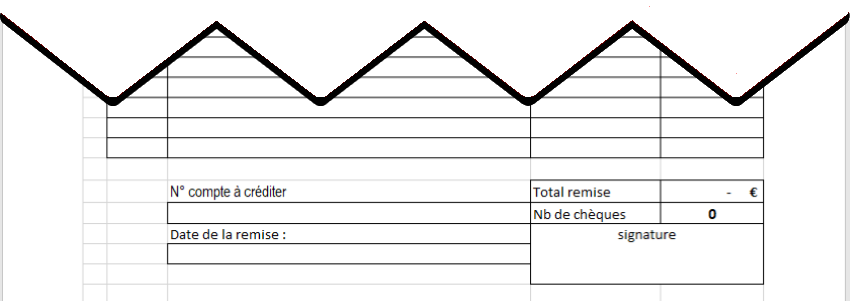 N° compte à créditer
Total remise - €
Nb de chèques 0
Date de la remise :
signature